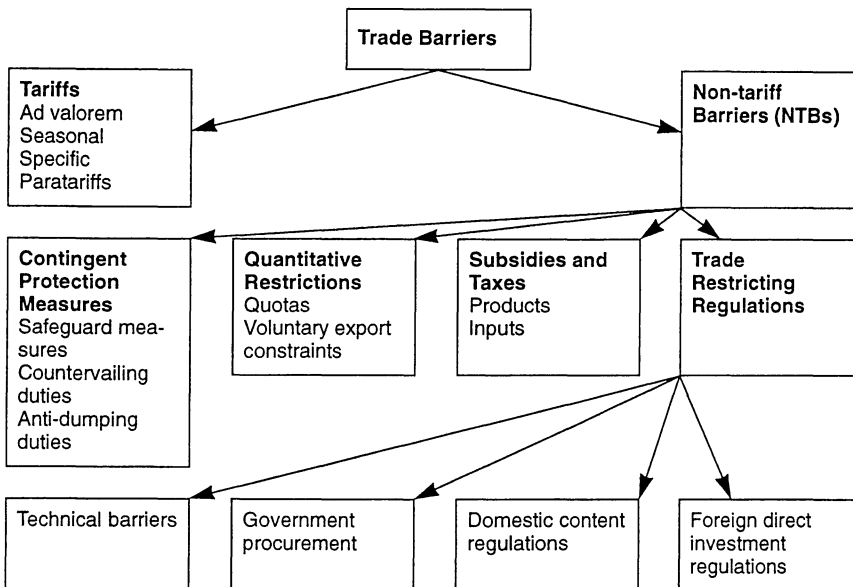 Trade Barriers
Tariffs
Ad valorem
Seasonal
Specific
Paratariffs
Non-tariff
Barriers (NTBs)
Contingent
Protection
Measures
Safeguard mea-
sures
Countervailing
duties
Anti-dumping
duties
Quantitative
Restrictions
Quotas
Voluntary export
constraints
Subsidies and
Taxes
Products
Inputs
Trade
Restricting
Regulations
Technical barriers
Government
procurement
Domestic content
regulations
Foreign direct
investment
regulations